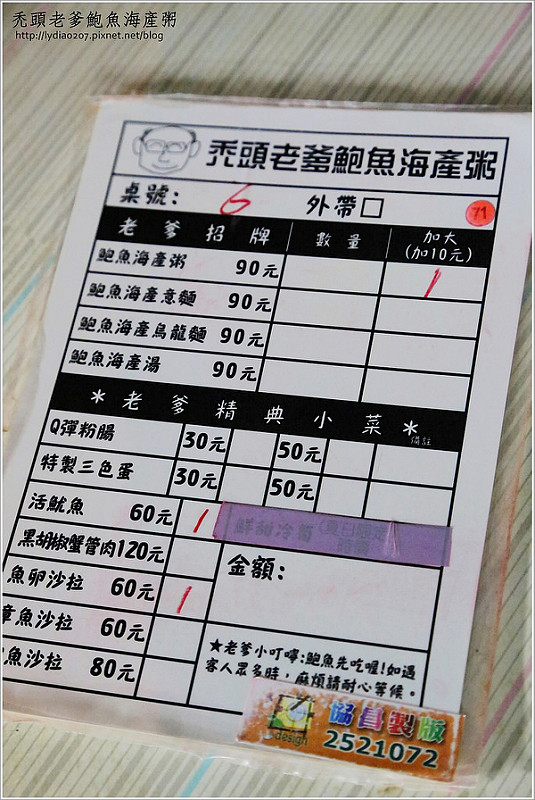 禿頭老爹鮑魚海產粥
http://lydiao207.pixnet.net/blog
禿頭老爹鮑魚海產粥
桌號: 6 外帶□ 71
老爹招牌 數量 加大(加10元)
鮑魚海產粥 90元 1
鮑魚海產意麵 90元
鮑魚海產烏龍麵 90元
鮑魚海產湯 90元
*老爹精典小菜* 備註
Q彈粉腸 30元 50元
特製三色蛋 30元 50元
活魷魚 60元 1
鮮甜冷筍
黑胡椒蟹管肉120元
金額:
魚卵沙拉 60元 1
章魚沙拉 60元
魚沙拉 80元
★老爹小叮嚀:鮑魚先吃喔!如遇
客人眾多時,麻煩請耐心等候。
協員製版
design
2521072